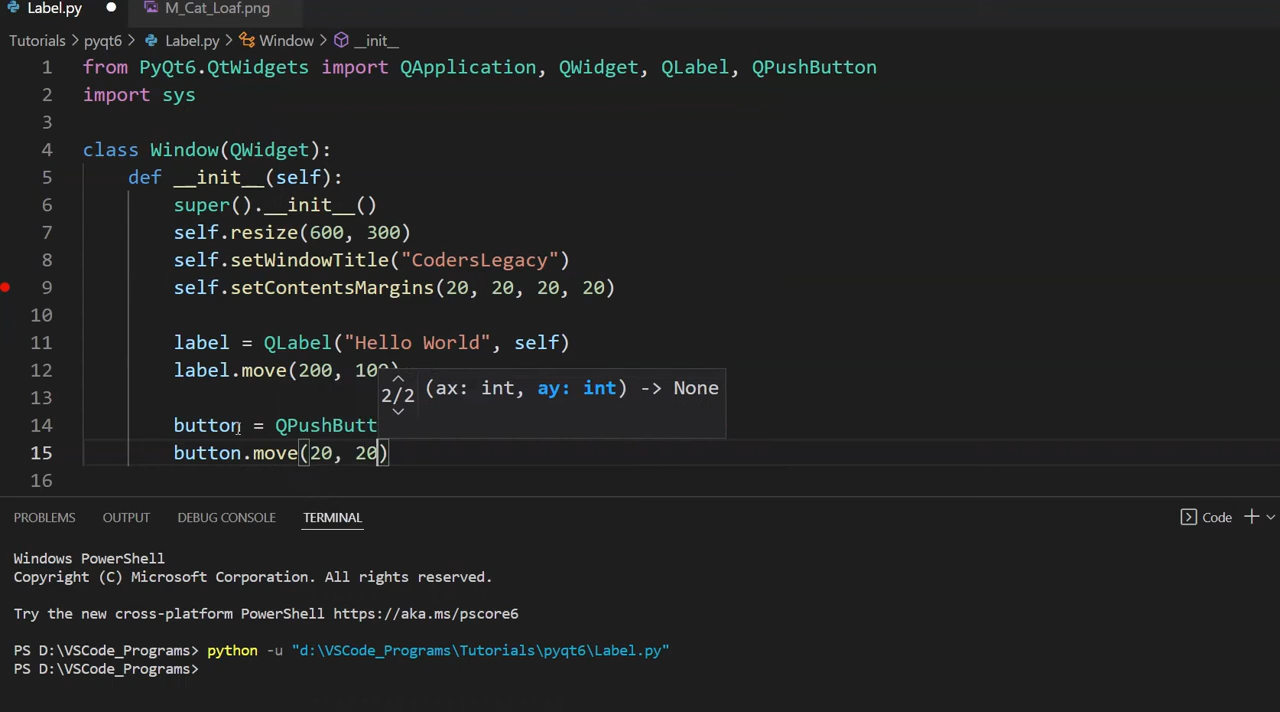 Label.py M_Cat_Loaf.png
Tutorials > pyqt6 > Label.py > Window > __init__
1 from PyQt6.QtWidgets import QApplication, QWidget, QLabel, QPushButton
2 import sys
3
4 class Window(QWidget):
5 def __init__(self):
6 super().__init__()
7 self.resize(600, 300)
8 self.setWindowTitle("CodersLegacy")
9 self.setContentsMargins(20, 20, 20, 20)
10
11 label = QLabel("Hello World", self)
12 label.move(200, 100)
2/2 (ax: int, ay: int) -> None
13
14 button = QPushButt
15 button.move(20, 20)
16
PROBLEMS OUTPUT DEBUG CONSOLE TERMINAL Code
Windows PowerShell
Copyright (C) Microsoft Corporation. All rights reserved.
Try the new cross-platform PowerShell https://aka.ms/pscore6
PS D:\VSCode_Programs> python -u "d:\VSCode_Programs\Tutorials\pyqt6\Label.py"
PS D:\VSCode_Programs>